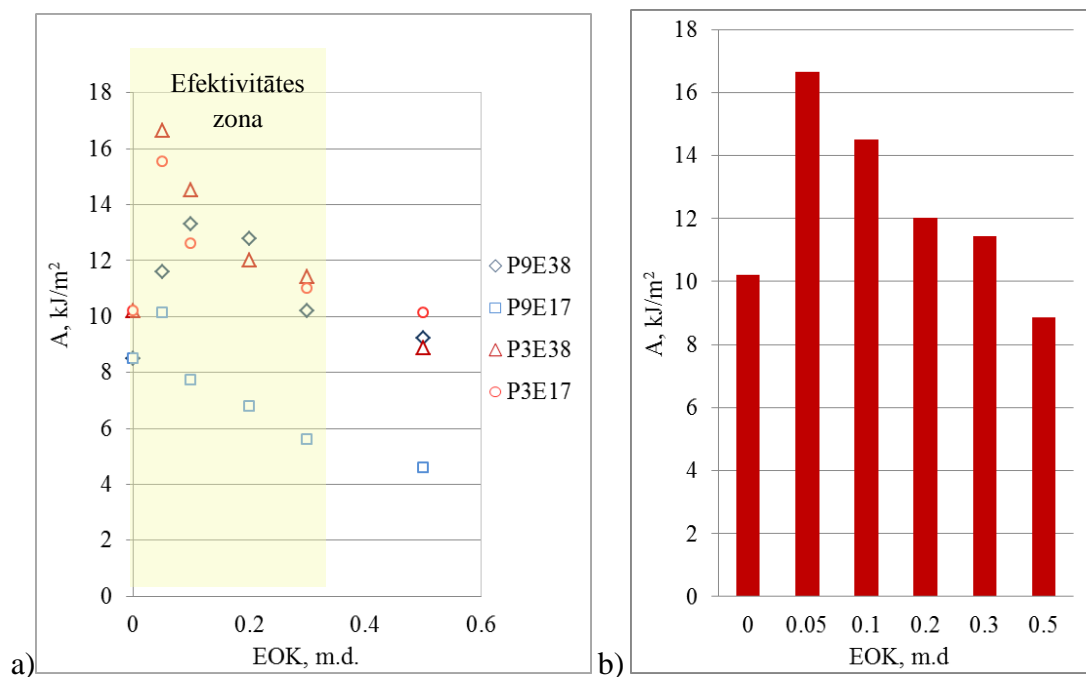 Efektivitātes
zona
A, kJ/m²
18
16
14
12
10
8
6
4
2
0
0 0.2 0.4 0.6
EOK, m.d.
P9E38
P9E17
P3E38
P3E17
a)
A, kJ/m²
18
16
14
12
10
8
6
4
2
0
0 0.05 0.1 0.2 0.3 0.5
EOK, m.d
b)